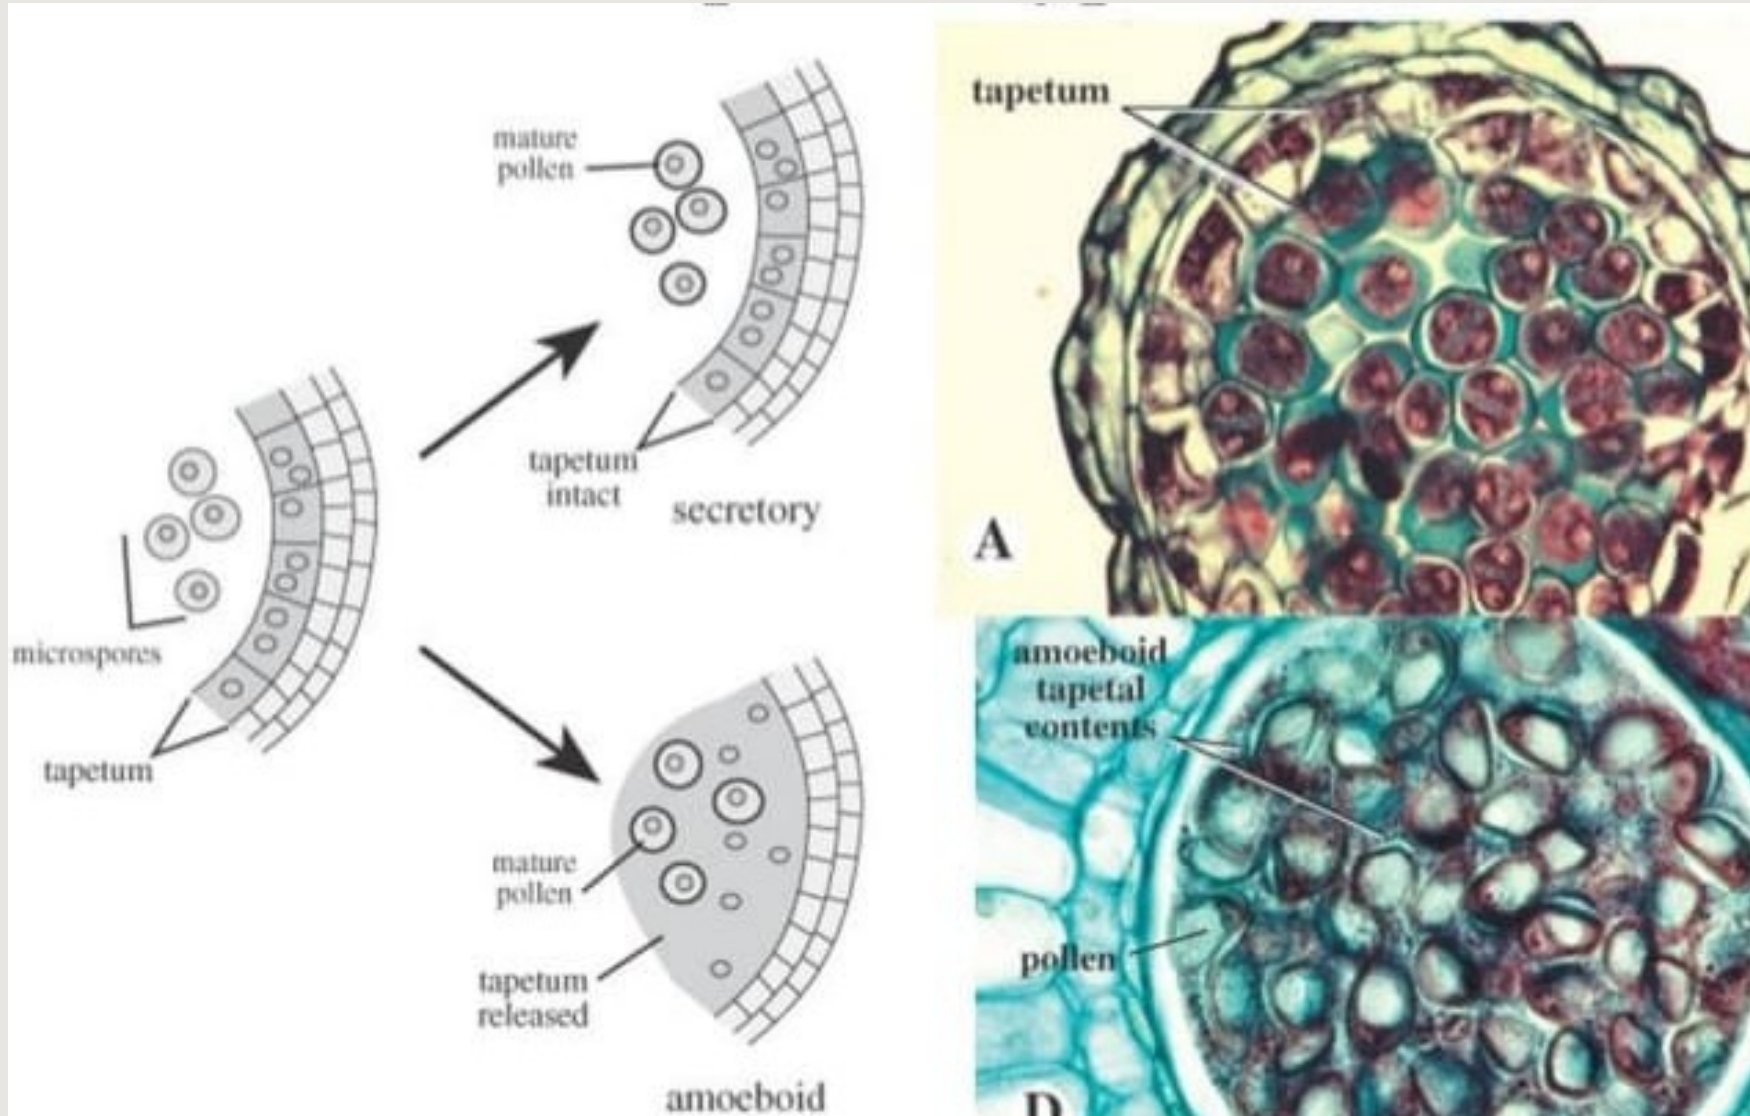 mature
pollen
tapetum
intact
secretory
microspores
tapetum
mature
pollen
tapetum
released
amoeboid
tapetum
A
amoeboid
tapetal
contents
pollen
D